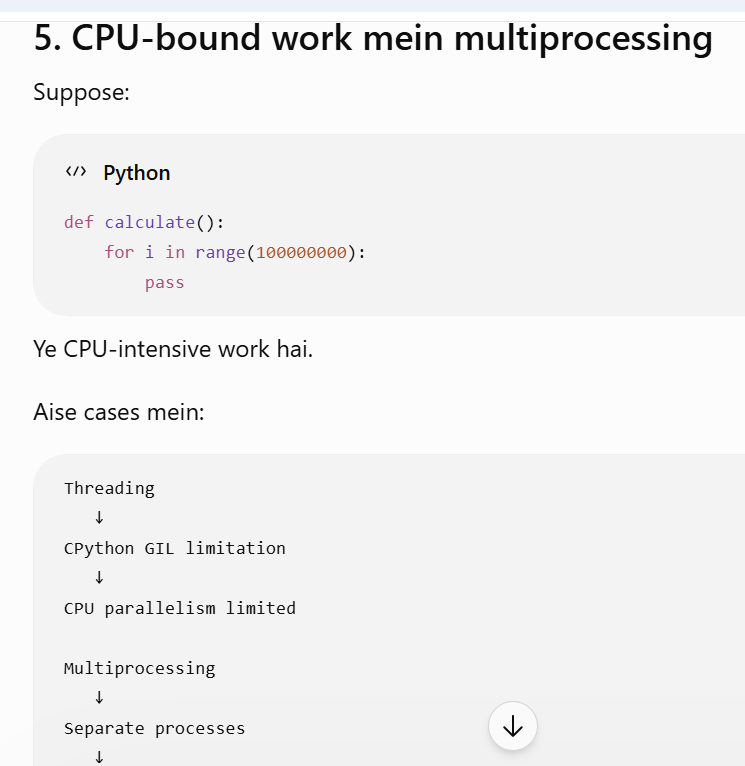 5. CPU-bound work mein multiprocessing
Suppose:
</> Python
def calculate():
    for i in range(100000000):
        pass
Ye CPU-intensive work hai.
Aise cases mein:
Threading
   ↓
CPython GIL limitation
   ↓
CPU parallelism limited
Multiprocessing
   ↓
Separate processes
   ↓